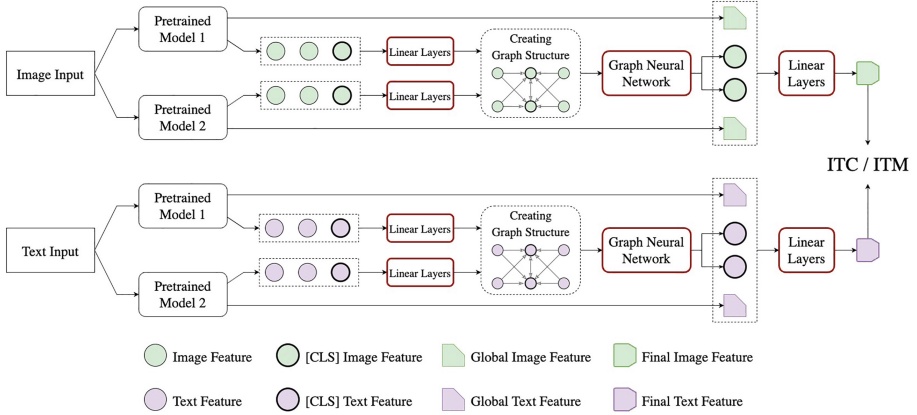 Image Input
Pretrained
Model 1
Pretrained
Model 2
Linear Layers
Linear Layers
Creating
Graph Structure
Graph Neural
Network
Linear
Layers
ITC / ITM
Text Input
Pretrained
Model 1
Pretrained
Model 2
Linear Layers
Linear Layers
Creating
Graph Structure
Graph Neural
Network
Linear
Layers
Image Feature
[CLS] Image Feature
Global Image Feature
Final Image Feature
Text Feature
[CLS] Text Feature
Global Text Feature
Final Text Feature